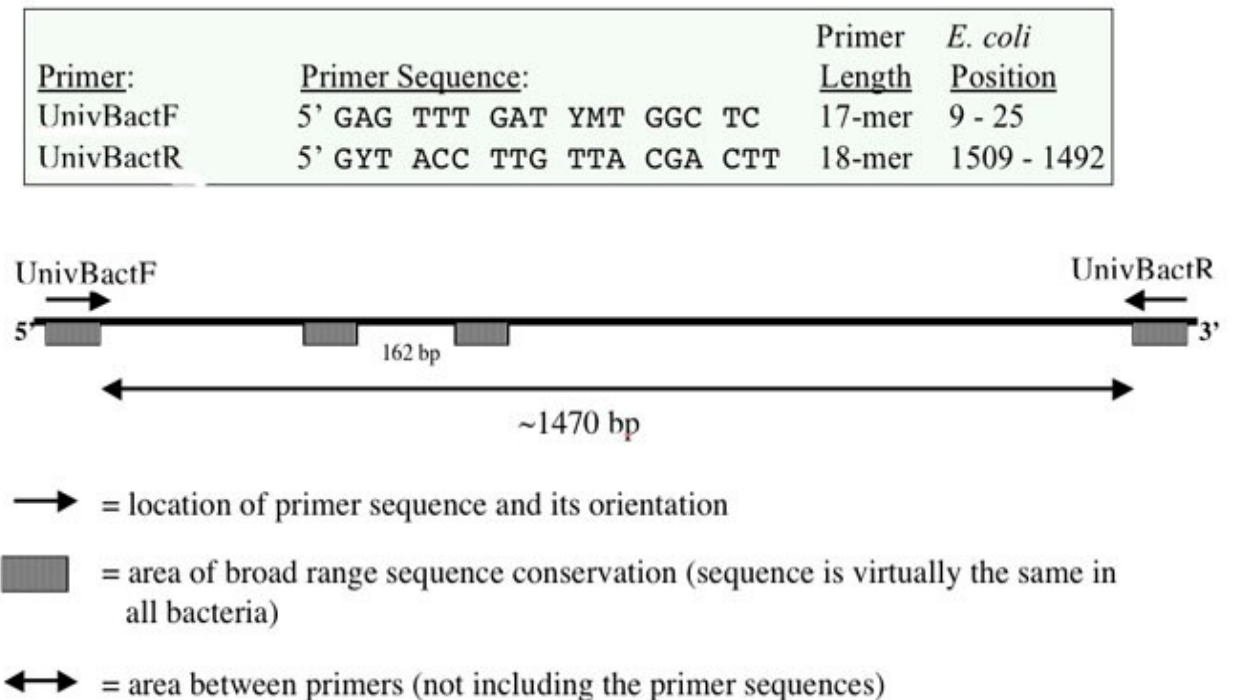 Primer E. coli
Primer: Primer Sequence: Length Position
UnivBactF 5’ GAG TTT GAT YMT GGC TC 17-mer 9 - 25
UnivBactR 5’ GYT ACC TTG TTA CGA CTT 18-mer 1509 - 1492
UnivBactF UnivBactR
5’ 3’
162 bp
~1470 bp
= location of primer sequence and its orientation
= area of broad range sequence conservation (sequence is virtually the same in
all bacteria)
= area between primers (not including the primer sequences)